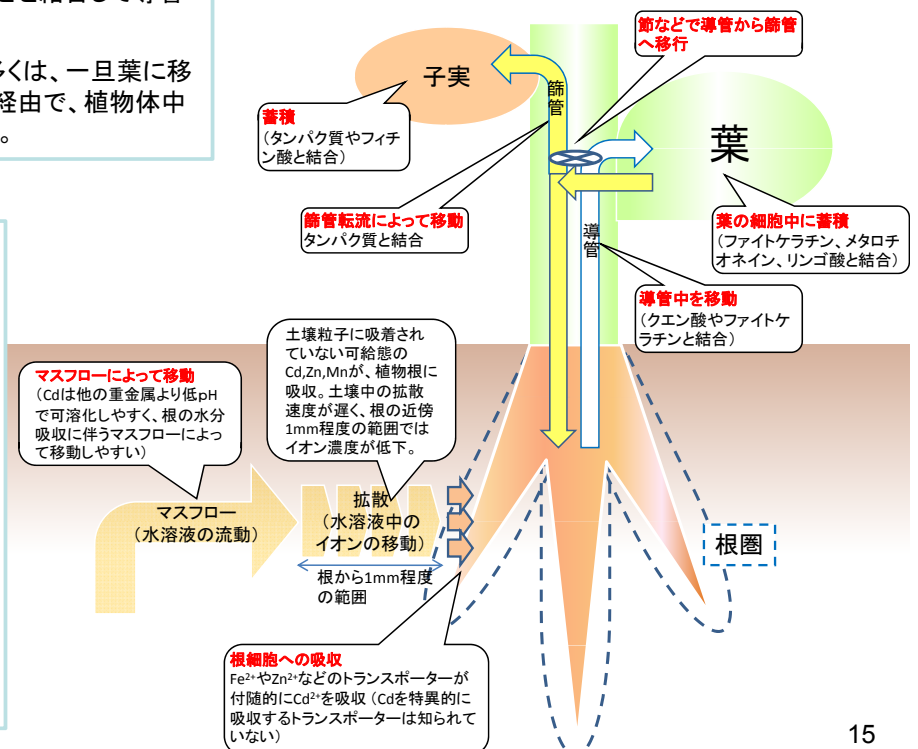 多くは、一旦葉に移
経由で、植物体中
。
節などで導管から篩管
へ移行
子実
篩管
蓄積
(タンパク質やフィチ
ン酸と結合)
葉
篩管転流によって移動
タンパク質と結合
導管
葉の細胞中に蓄積
(ファイトケラチン、メタロチ
オネイン、リンゴ酸と結合)
導管中を移動
(クエン酸やファイトケ
ラチンと結合)
マスフローによって移動
(Cdは他の重金属より低pH
で可溶化しやすく、根の水分
吸収に伴うマスフローによっ
て移動しやすい)
土壌粒子に吸着され
ていない可給態の
Cd,Zn,Mnが、植物根に
吸収。土壌中の拡散
速度が遅く、根の近傍
1mm程度の範囲では
イオン濃度が低下。
マスフロー
(水溶液の流動)
拡散
(水溶液中の
イオンの移動)
根から1mm程度
の範囲
根圏
根細胞への吸収
Fe²⁺やZn²⁺などのトランスポーターが
付随的にCd²⁺を吸収(Cdを特異的に
吸収するトランスポーターは知られて
いない)
15